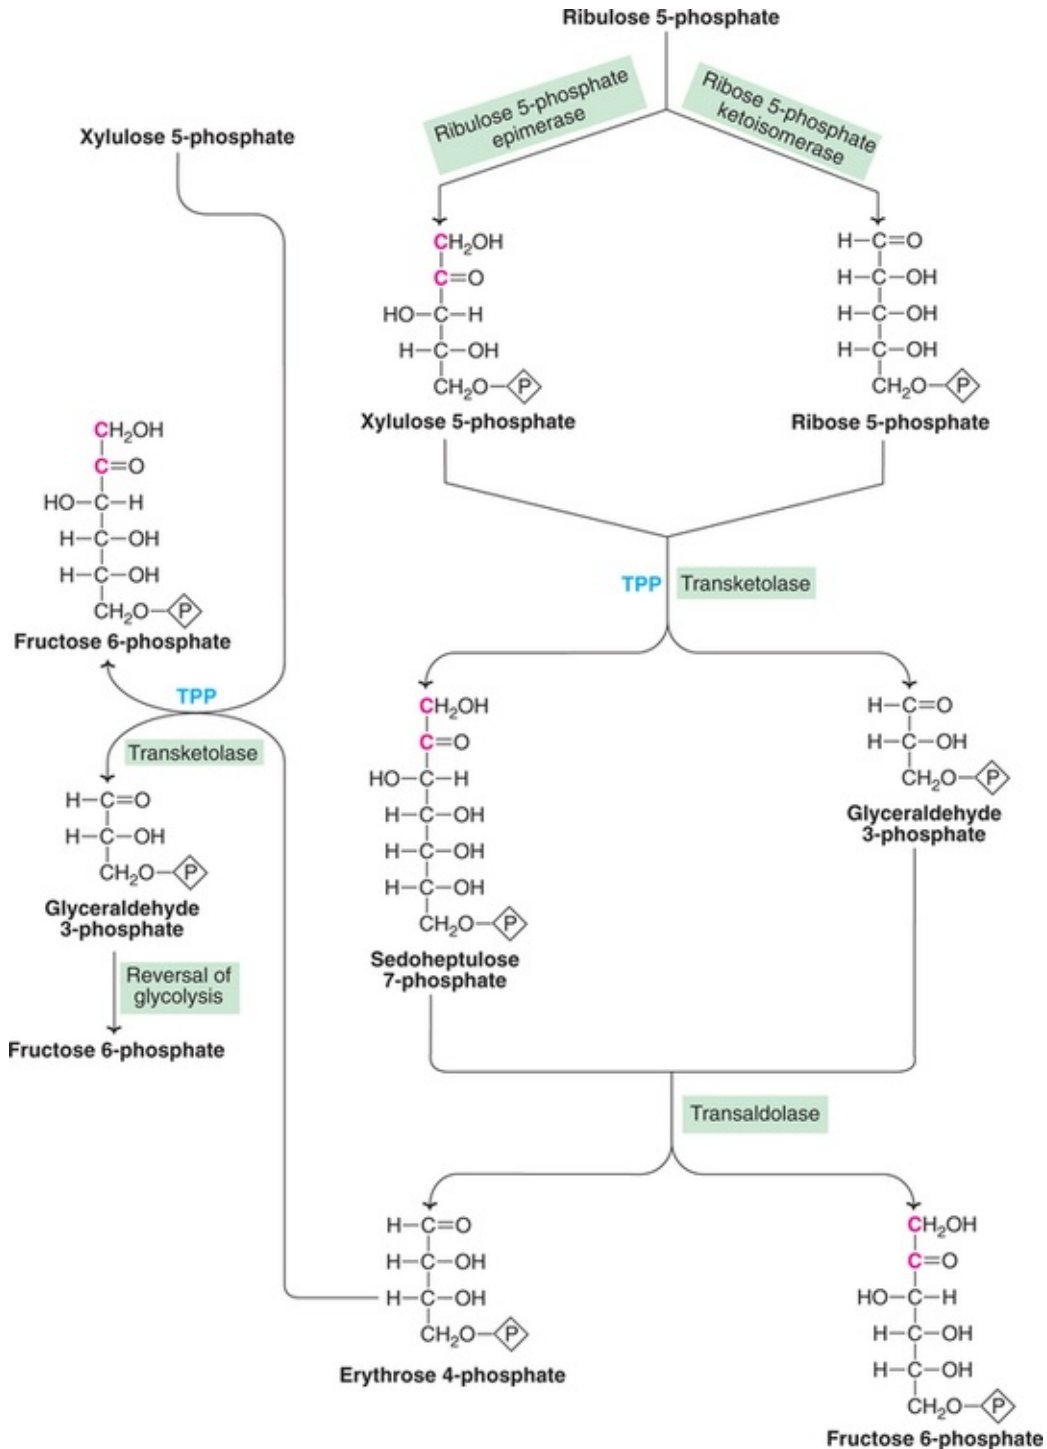 Ribulose 5-phosphate
Ribulose 5-phosphate
epimerase
Ribose 5-phosphate
ketoisomerase
Xylulose 5-phosphate
CH₂OH
C=O
HO–C–H
H–C–OH
CH₂O–P
Xylulose 5-phosphate
H–C=O
H–C–OH
H–C–OH
H–C–OH
CH₂O–P
Ribose 5-phosphate
CH₂OH
C=O
HO–C–H
H–C–OH
H–C–OH
CH₂O–P
Fructose 6-phosphate
TPP
Transketolase
TPP
Transketolase
H–C=O
H–C–OH
CH₂O–P
Glyceraldehyde
3-phosphate
Reversal of
glycolysis
Fructose 6-phosphate
CH₂OH
C=O
HO–C–H
H–C–OH
H–C–OH
H–C–OH
CH₂O–P
Sedoheptulose
7-phosphate
H–C=O
H–C–OH
CH₂O–P
Glyceraldehyde
3-phosphate
Transaldolase
H–C=O
H–C–OH
H–C–OH
CH₂O–P
Erythrose 4-phosphate
CH₂OH
C=O
HO–C–H
H–C–OH
H–C–OH
CH₂O–P
Fructose 6-phosphate